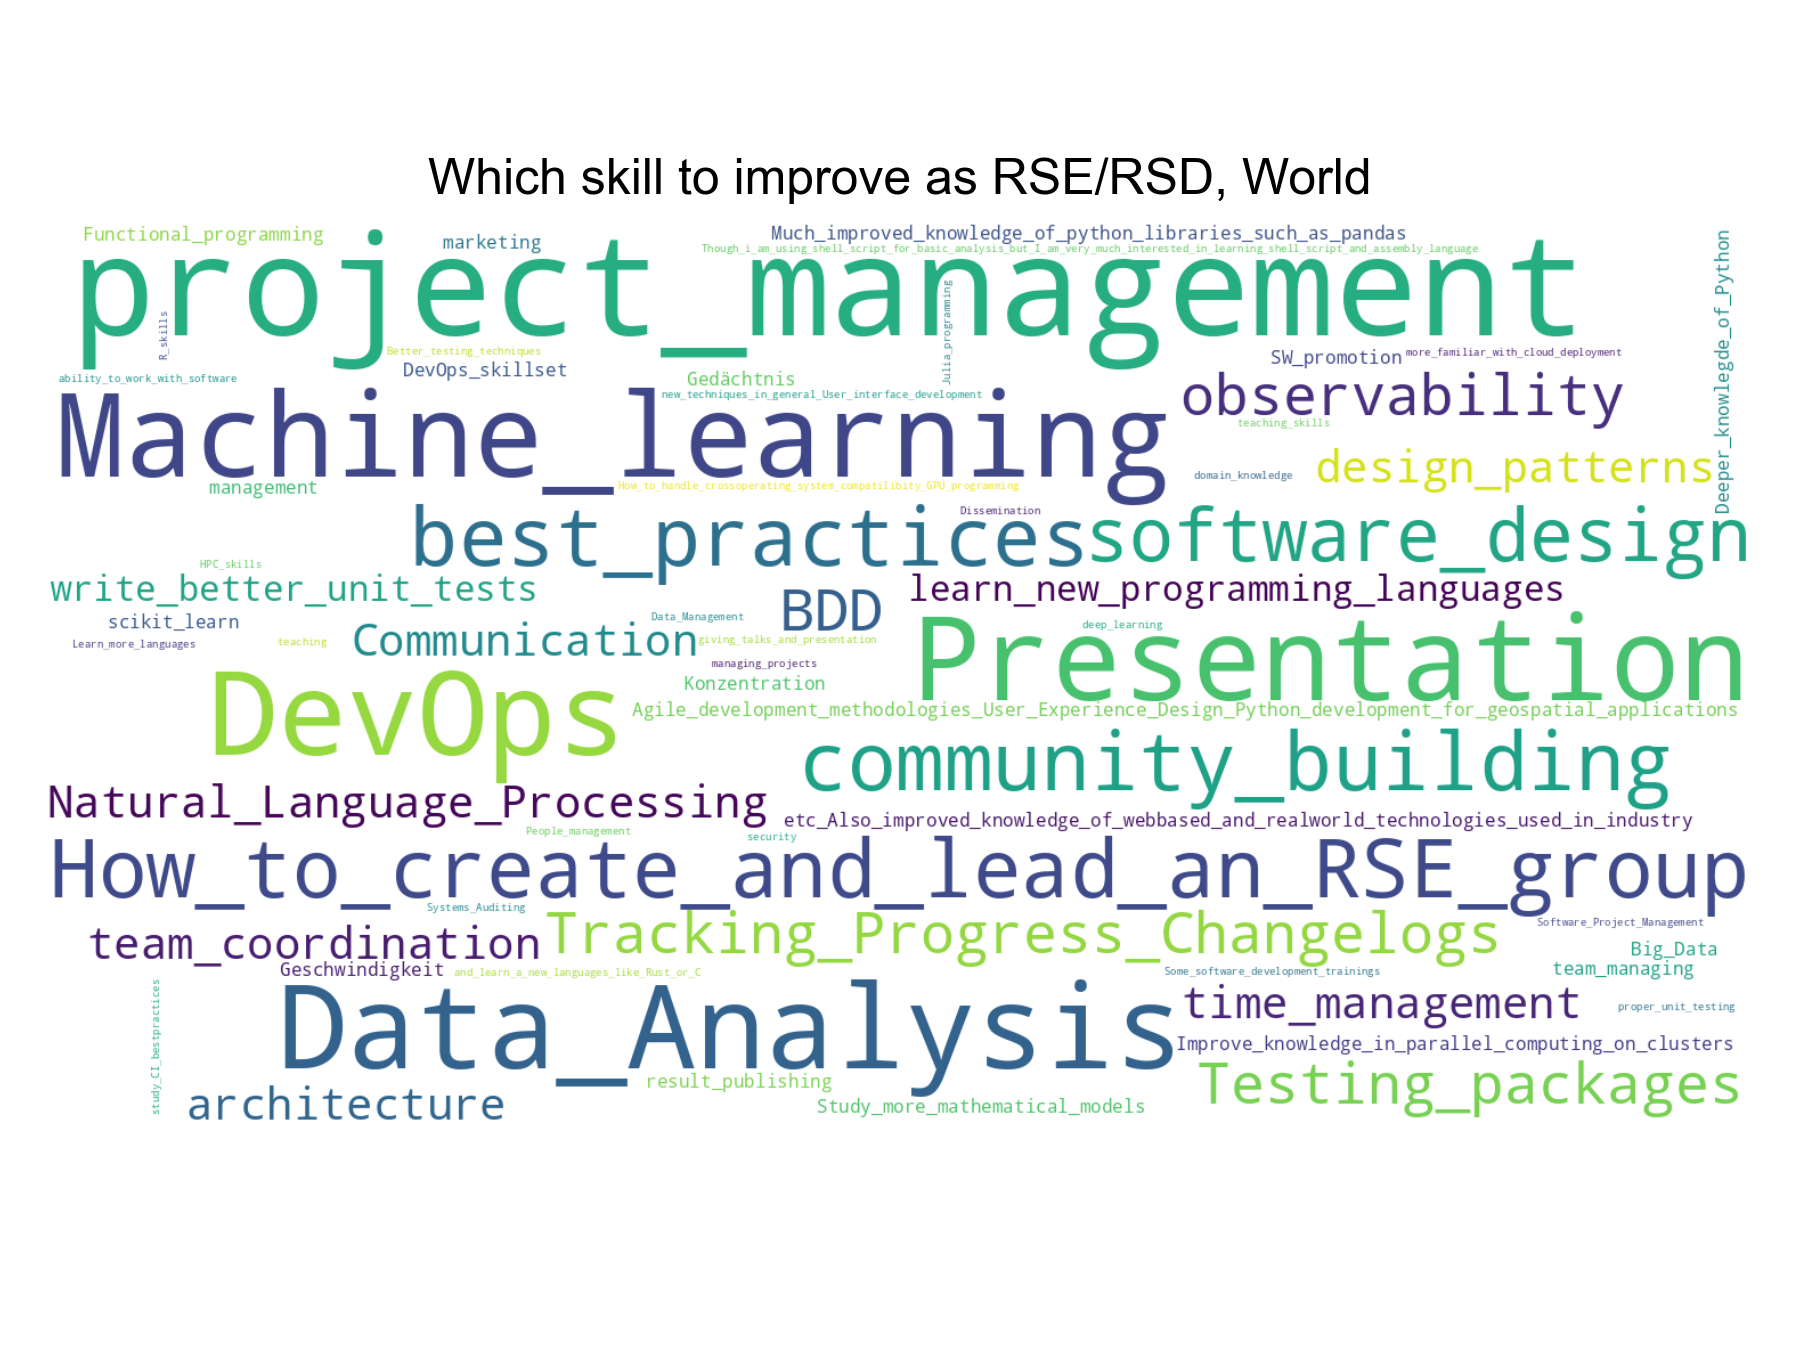 Which skill to improve as RSE/RSD, World
Functional_programming
marketing
Much_improved_knowledge_of_python_libraries_such_as_pandas
Though_i_am_using_shell_script_for_basic_analysis_but_I_am_very_much_interested_in_learning_shell_script_and_assembly_language
project_management
Deeper_knowlegde_of_Python
R_skills
Julia_programming
Better_testing_techniques
SW_promotion
more_familiar_with_cloud_deployment
DevOps_skillset
ability_to_work_with_software
Gedächtnis
new_techniques_in_general_User_interface_development
observability
Machine_learning
teaching_skills
design_patterns
domain_knowledge
management
How_to_handle_crossoperating_system_compatilibity_GPU_programming
Dissemination
best_practices
software_design
HPC_skills
write_better_unit_tests
learn_new_programming_languages
BDD
scikit_learn
Data_Management
deep_learning
Learn_more_languages
teaching
Communication
giving_talks_and_presentation
Presentation
managing_projects
Konzentration
DevOps
Agile_development_methodologies_User_Experience_Design_Python_development_for_geospatial_applications
community_building
Natural_Language_Processing
etc_Also_improved_knowledge_of_webbased_and_realworld_technologies_used_in_industry
People_management
security
How_to_create_and_lead_an_RSE_group
Systems_Auditing
Software_Project_Management
team_coordination
Tracking_Progress_Changelogs
Big_Data
Geschwindigkeit
and_learn_a_new_languages_like_Rust_or_C
Some_software_development_trainings
team_managing
study_CI_bestpractices
Data_Analysis
time_management
proper_unit_testing
Improve_knowledge_in_parallel_computing_on_clusters
result_publishing
Testing_packages
architecture
Study_more_mathematical_models